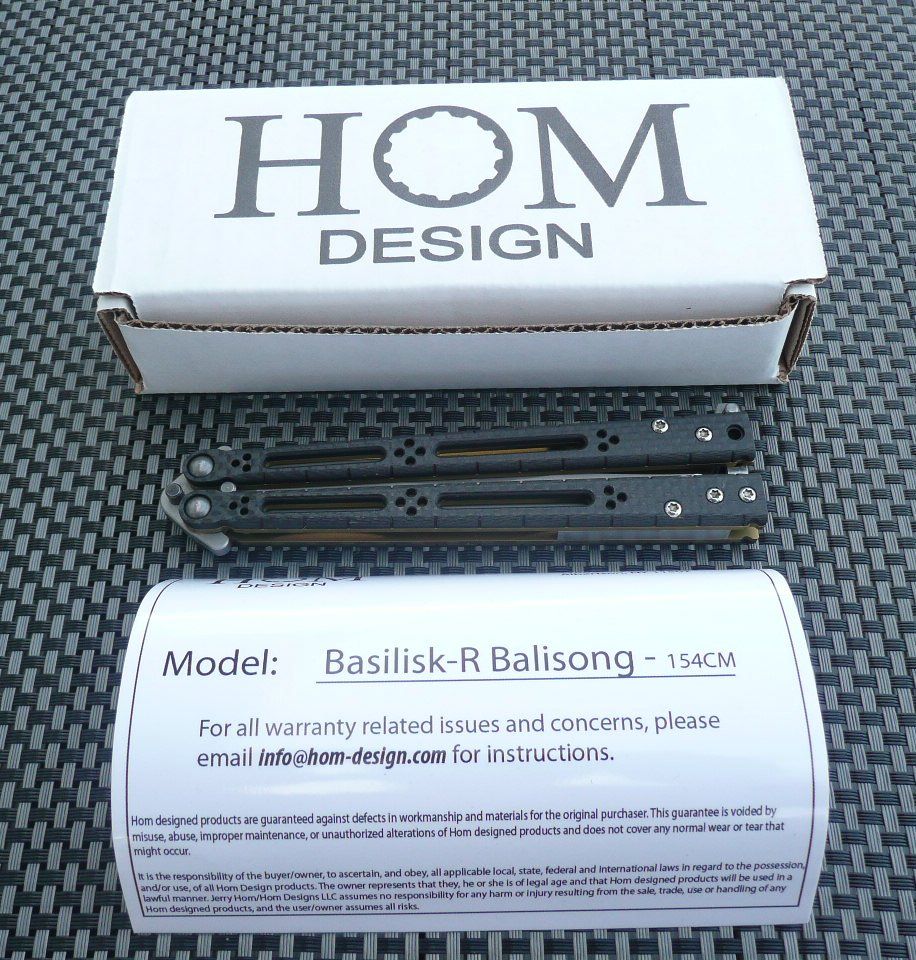 HOM
DESIGN
HOM
DESIGN
Model: Basilisk-R Balisong - 154CM
For all warranty related issues and concerns, please
email info@hom-design.com for instructions.
Hom designed products are guaranteed against defects in workmanship and materials for the original purchaser. This guarantee is voided by
misuse, abuse, improper maintenance, or unauthorized alterations of Hom designed products and does not cover any normal wear or tear that
might occur.
It is the responsibility of the buyer/owner, to ascertain, and obey, all applicable local, state, federal and International laws in regard to the possession,
and/or use, of all Hom Design products. The owner represents that they, he or she is of legal age and that Hom designed products will be used in a
lawful manner. Jerry Hom/Hom Designs LLC assumes no responsibility for any harm or injury resulting from the sale, trade, use or handling of any
Hom designed products, and the user/owner assumes all risks.